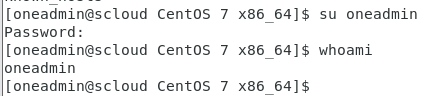 [oneadmin@scloud CentOS 7 x86_64]$ su oneadmin
Password:
[oneadmin@scloud CentOS 7 x86_64]$ whoami
oneadmin
[oneadmin@scloud CentOS 7 x86_64]$